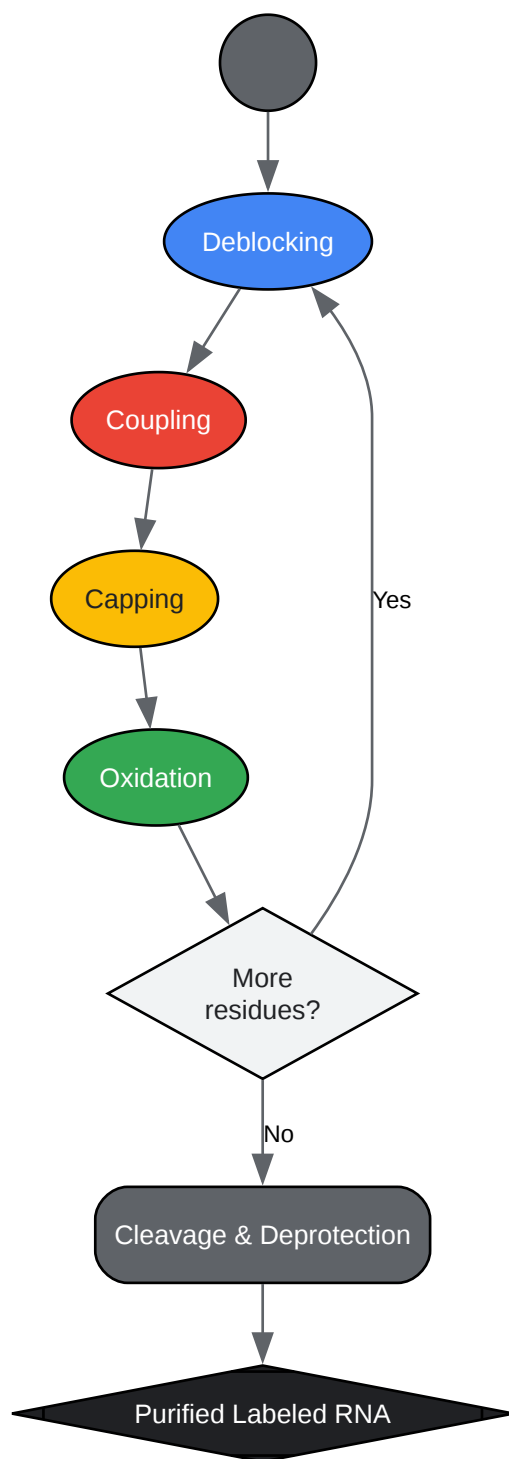 Deblocking
Coupling
Capping
Yes
Oxidation
More
residues?
No
Cleavage & Deprotection
Purified Labeled RNA